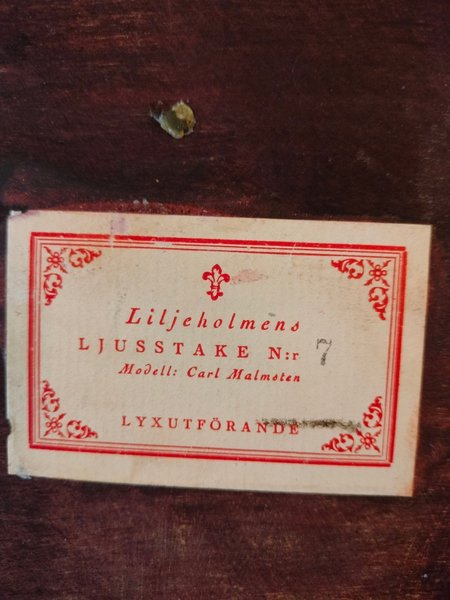 Liljeholmens
LJUSSTAKE N:r 7
Modell: Carl Malmsten
LYXUTFÖRANDE